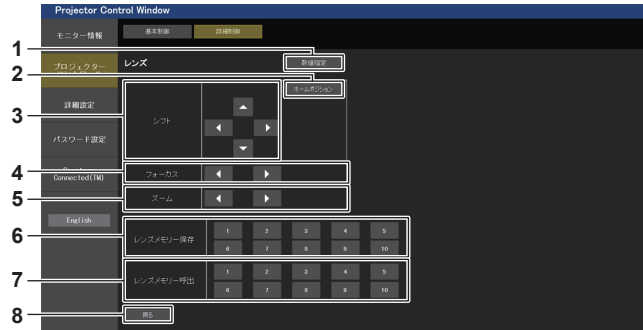 Projector Control Window
モニター情報
基本制御
詳細制御
1
プロジェクター
レンズ
数値指定
2
ホームポジション
3
詳細設定
シフト
パスワード設定
4
Connected(TM)
フォーカス
5
ズーム
English
6
レンズメモリー保存
1 2 3 4 5
6 7 8 9 10
7
レンズメモリー呼出
1 2 3 4 5
6 7 8 9 10
8
戻る